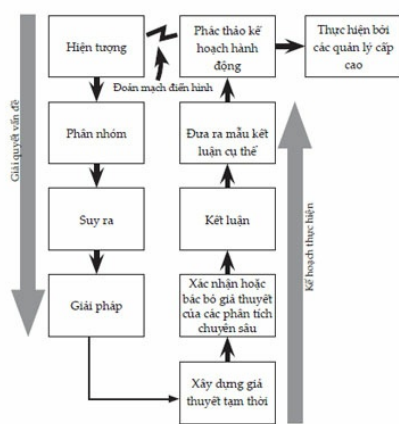 Hiện tượng
Phác thảo kế
hoạch hành
động
Thực hiện bởi
các quản lý cấp
cao
Đoản mạch điển hình
Giải quyết vấn đề
Phân nhóm
Đưa ra mẫu kết
luận cụ thể
Suy ra
Kết luận
Kế hoạch thực hiện
Giải pháp
Xác nhận hoặc
bác bỏ giả thuyết
của các phân tích
chuyên sâu
Xây dựng giả
thuyết tạm thời